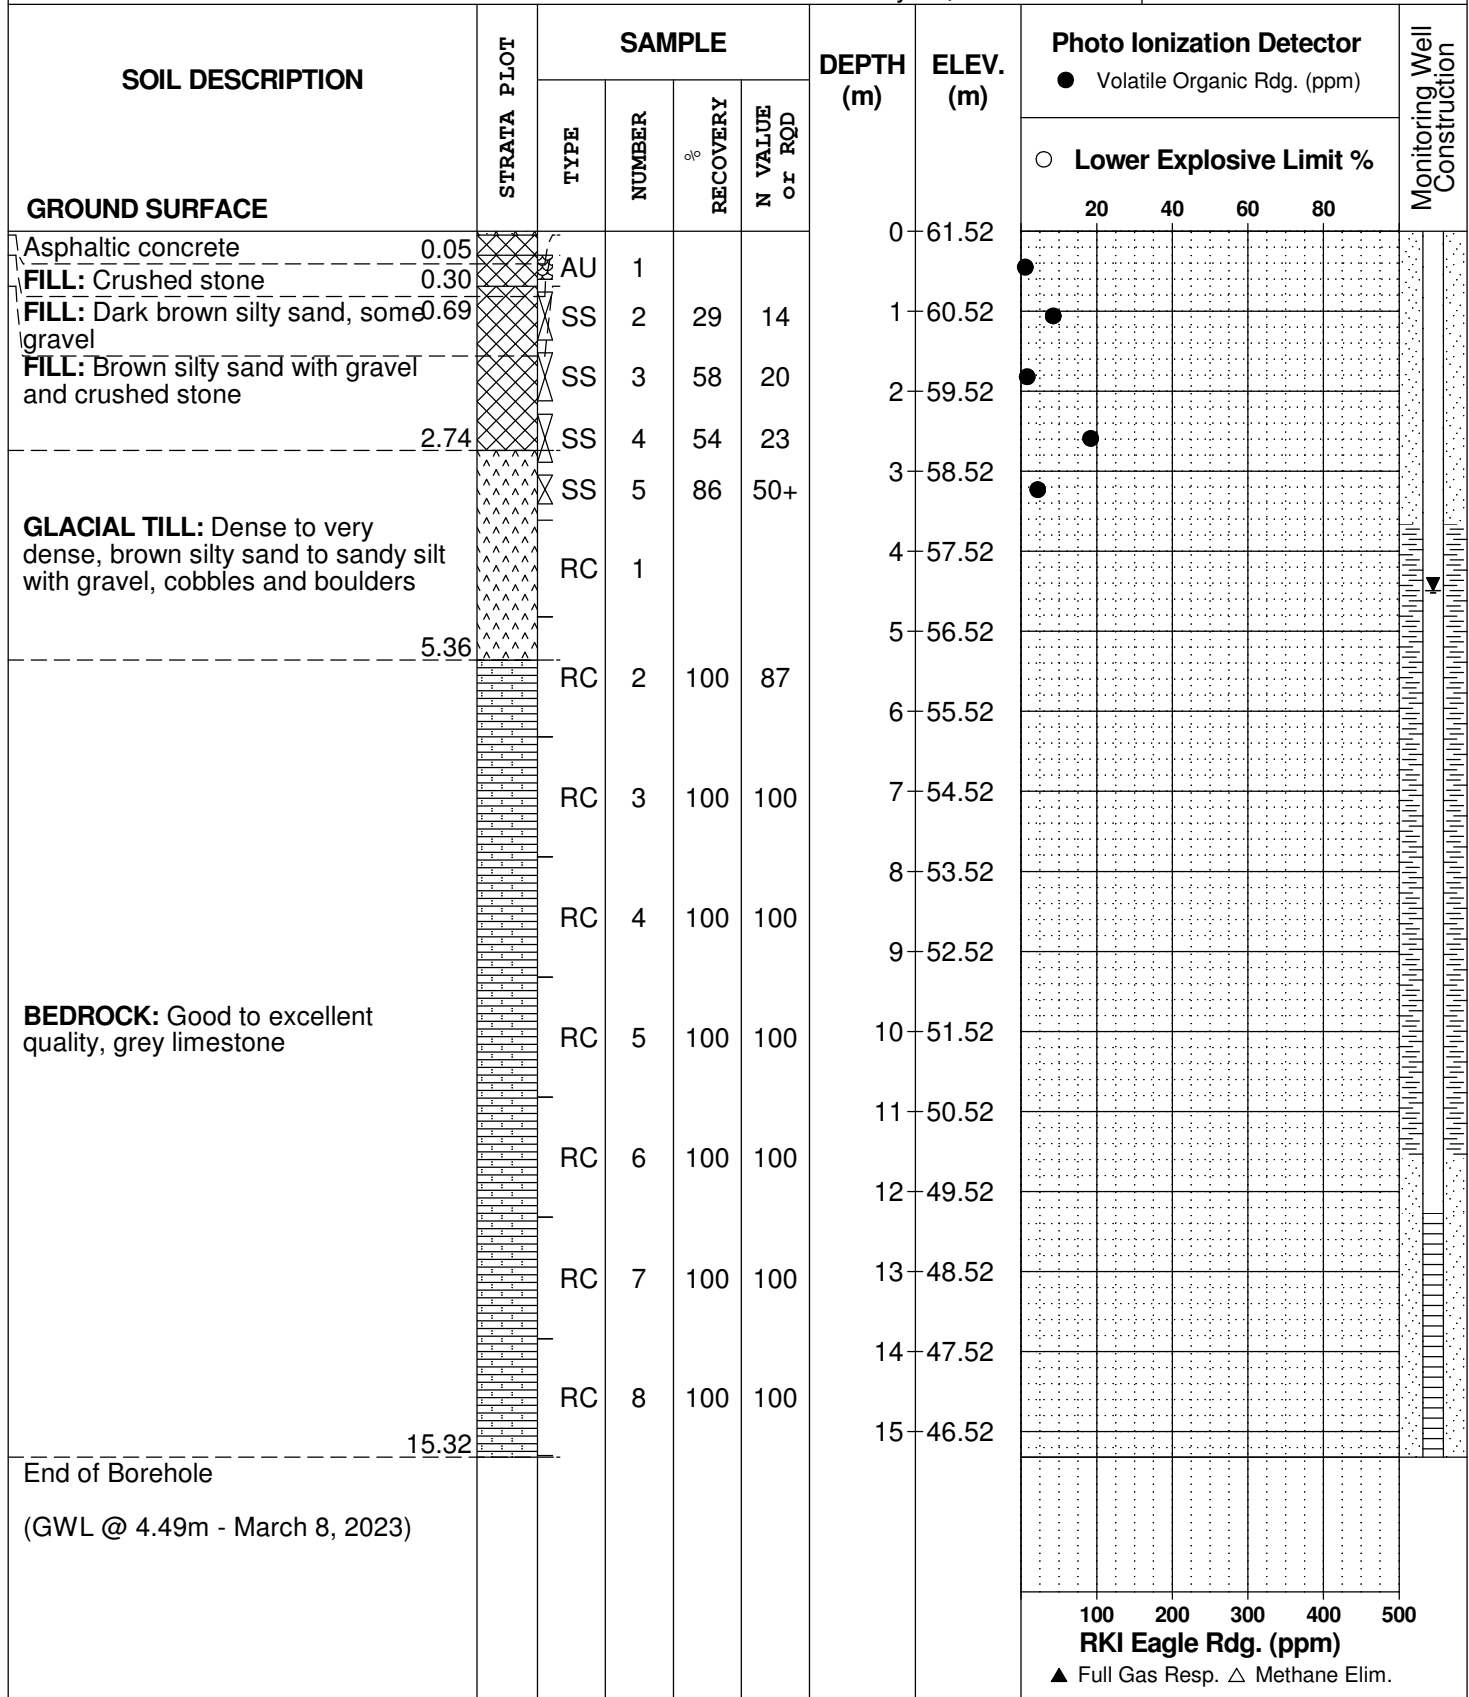 SOIL DESCRIPTION
GROUND SURFACE
STRATA PLOT
SAMPLE
TYPE
NUMBER
%
RECOVERY
N VALUE
or RQD
DEPTH
(m)
ELEV.
(m)
Photo Ionization Detector
● Volatile Organic Rdg. (ppm)
○ Lower Explosive Limit %
20 40 60 80
Monitoring Well
Construction
0 61.52
Asphaltic concrete 0.05
AU 1
FILL: Crushed stone 0.30
FILL: Dark brown silty sand, some 0.69
gravel
SS 2 29 14
1 60.52
FILL: Brown silty sand with gravel
and crushed stone
SS 3 58 20
2 59.52
2.74
SS 4 54 23
3 58.52
SS 5 86 50+
GLACIAL TILL: Dense to very
dense, brown silty sand to sandy silt
with gravel, cobbles and boulders
4 57.52
RC 1
5 56.52
5.36
RC 2 100 87
6 55.52
7 54.52
RC 3 100 100
8 53.52
RC 4 100 100
9 52.52
BEDROCK: Good to excellent
quality, grey limestone
10 51.52
RC 5 100 100
11 50.52
RC 6 100 100
12 49.52
13 48.52
RC 7 100 100
14 47.52
RC 8 100 100
15 46.52
15.32
End of Borehole
(GWL @ 4.49m - March 8, 2023)
100 200 300 400 500
RKI Eagle Rdg. (ppm)
▲ Full Gas Resp. △ Methane Elim.